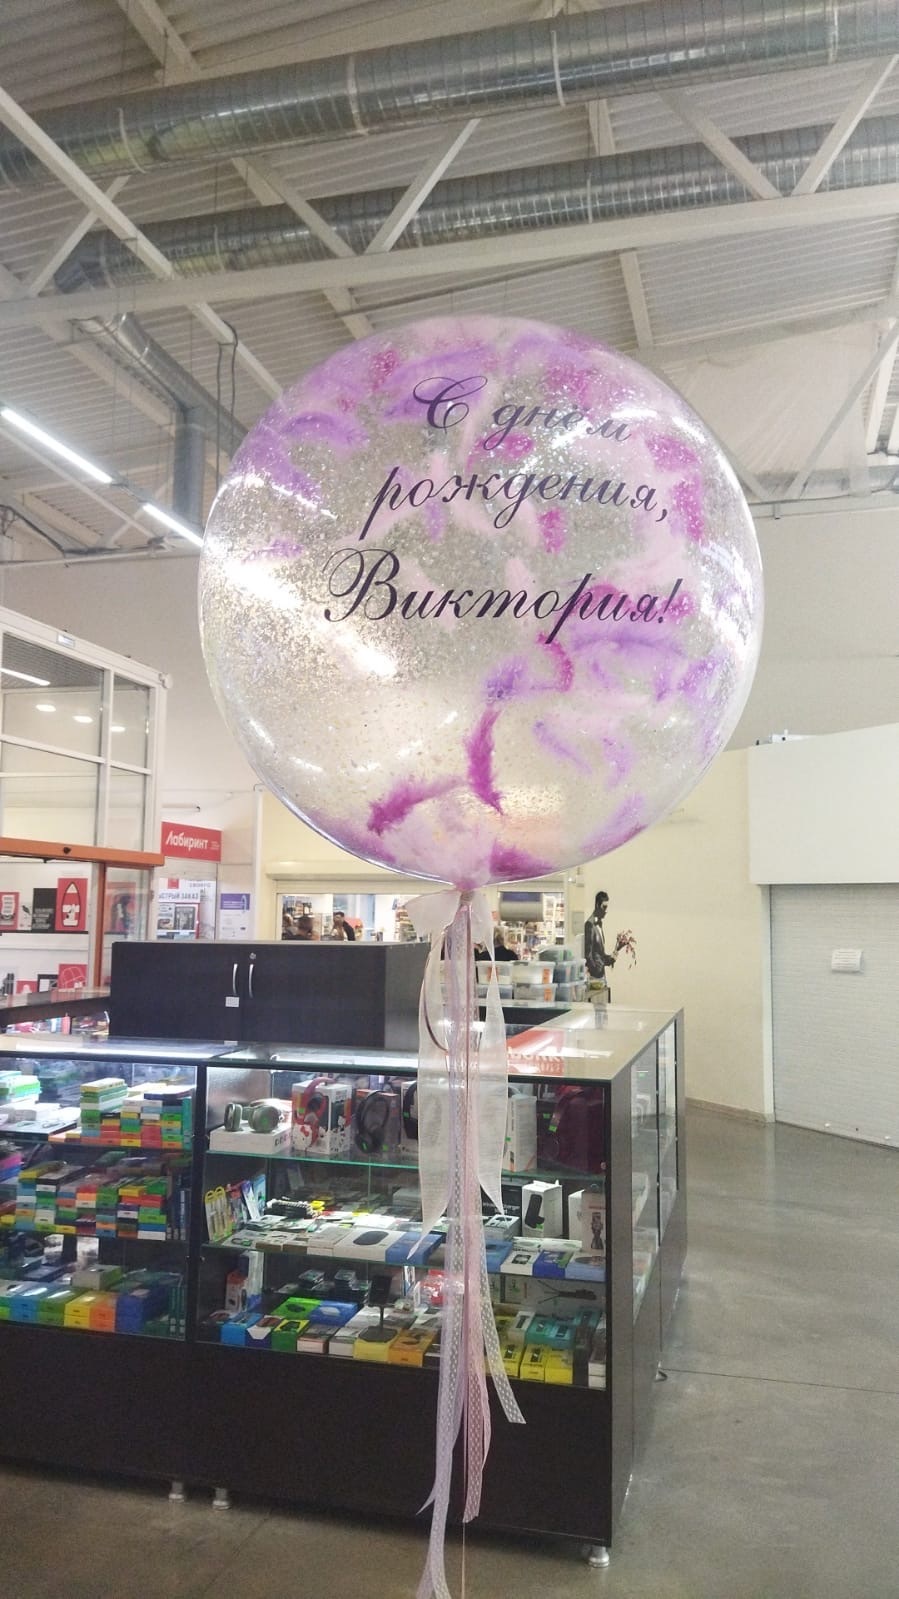 С днем
рождения,
Виктория!
Лабиринт